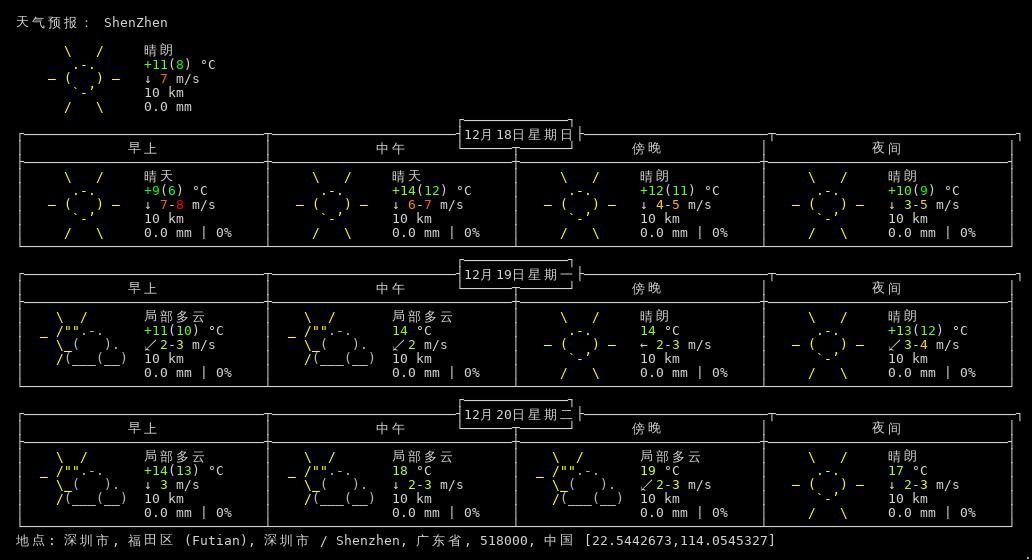 天气预报： ShenZhen
晴朗
+11(8) °C
↓ 7 m/s
10 km
0.0 mm
12月18日星期日
早上 中午 傍晚 夜间
晴天 晴天 晴朗 晴朗
+9(6) °C +14(12) °C +12(11) °C +10(9) °C
↓ 7-8 m/s ↓ 6-7 m/s ↓ 4-5 m/s ↓ 3-5 m/s
10 km 10 km 10 km 10 km
0.0 mm | 0% 0.0 mm | 0% 0.0 mm | 0% 0.0 mm | 0%
12月19日星期一
早上 中午 傍晚 夜间
局部多云 局部多云 晴朗 晴朗
+11(10) °C 14 °C 14 °C +13(12) °C
↙ 2-3 m/s ↙ 2 m/s ← 2-3 m/s ↙ 3-4 m/s
10 km 10 km 10 km 10 km
0.0 mm | 0% 0.0 mm | 0% 0.0 mm | 0% 0.0 mm | 0%
12月20日星期二
早上 中午 傍晚 夜间
局部多云 局部多云 局部多云 晴朗
+14(13) °C 18 °C 19 °C 17 °C
↓ 3 m/s ↓ 2-3 m/s ↙ 2-3 m/s ↓ 2-3 m/s
10 km 10 km 10 km 10 km
0.0 mm | 0% 0.0 mm | 0% 0.0 mm | 0% 0.0 mm | 0%
地点: 深圳市, 福田区 (Futian), 深圳市 / Shenzhen, 广东省, 518000, 中国 [22.5442673,114.0545327]